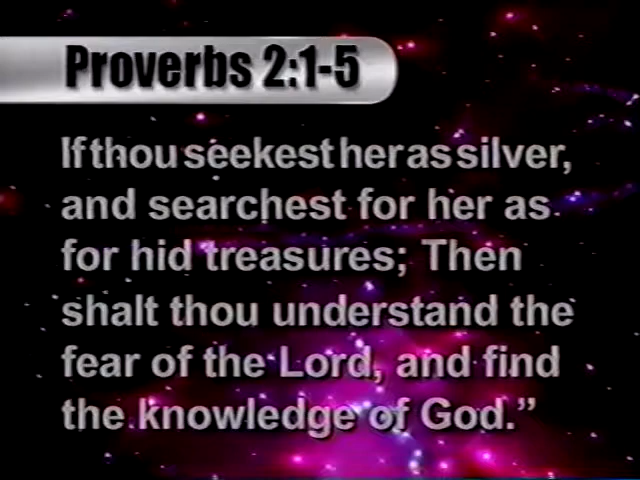 Proverbs 2:1-5
If thou seekest her as silver,
and searchest for her as
for hid treasures; Then
shalt thou understand the
fear of the Lord, and find
the knowledge of God.”